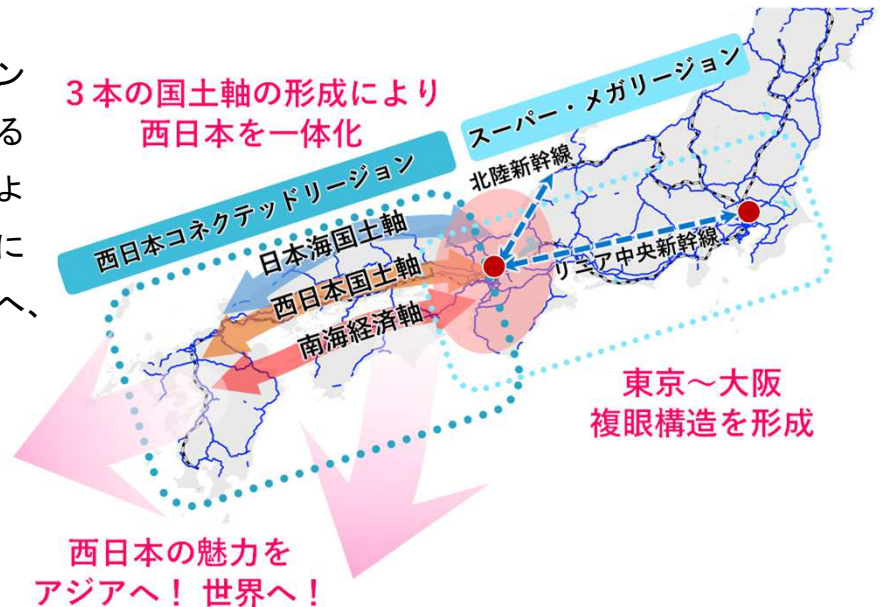 ン
る
よ
に
へ、
3本の国土軸の形成により
西日本を一体化
スーパー・メガリージョン
西日本コネクテッドリージョン
北陸新幹線
日本海国土軸
リニア中央新幹線
西日本国土軸
南海経済軸
東京~大阪
複眼構造を形成
西日本の魅力を
アジアへ! 世界へ!